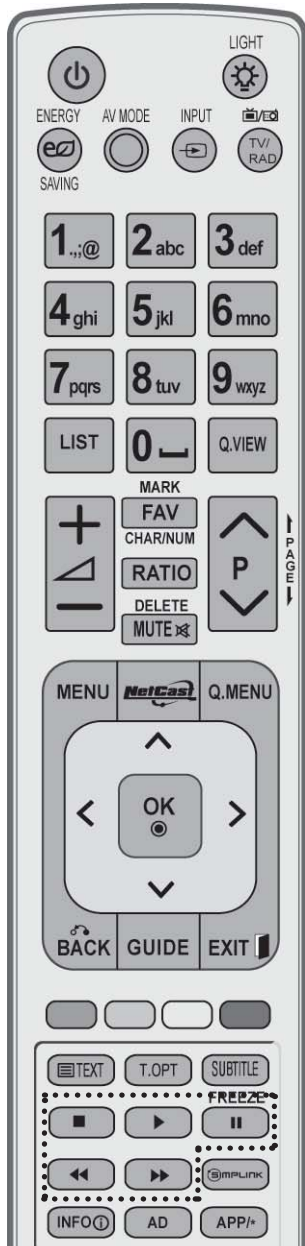 LIGHT
ENERGY AV MODE INPUT
TV/
RAD
SAVING
1.,;@ 2abc 3def
4ghi 5jkl 6mno
7pqrs 8tuv 9wxyz
LIST 0 Q.VIEW
MARK
FAV
CHAR/NUM
RATIO
P
PAGE
DELETE
MUTE
MENU NetCast Q.MENU
OK
BACK GUIDE EXIT
TEXT T.OPT SUBTITLE
FREEZE
SIMPLINK
INFO i AD APP/*